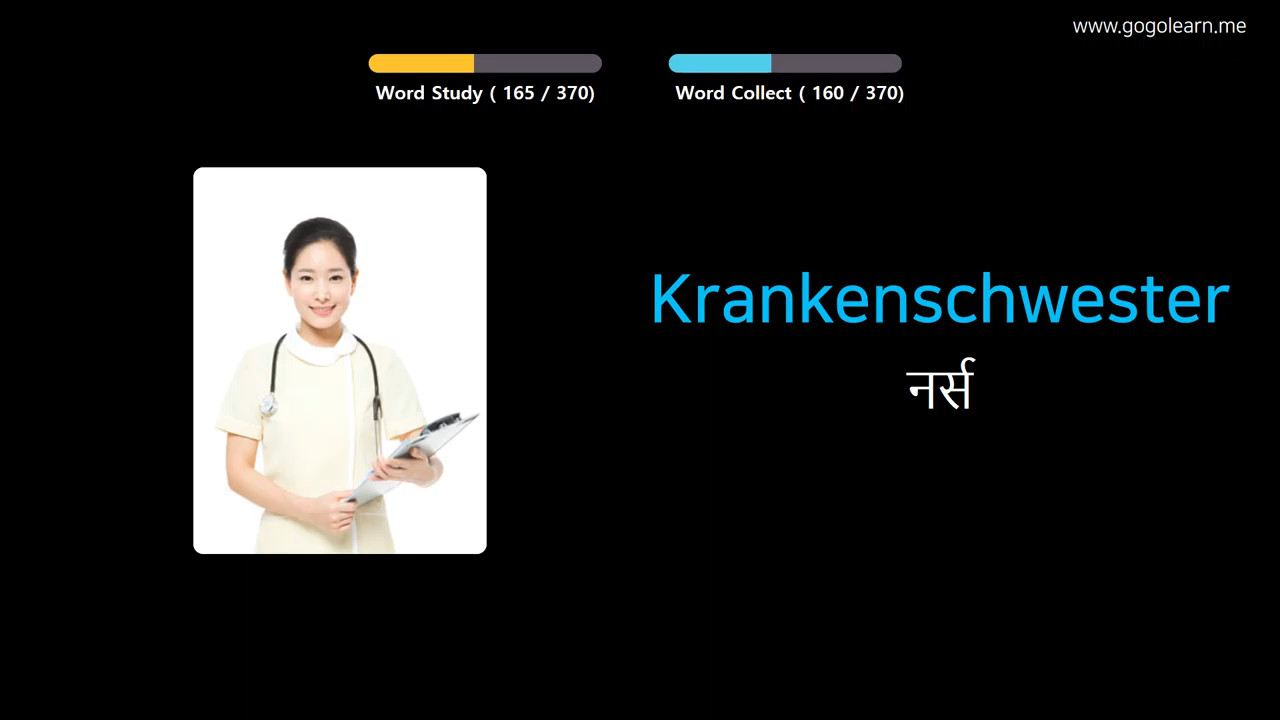 www.gogolearn.me
Word Study ( 165 / 370)
Word Collect ( 160 / 370)
Krankenschwester
नर्स